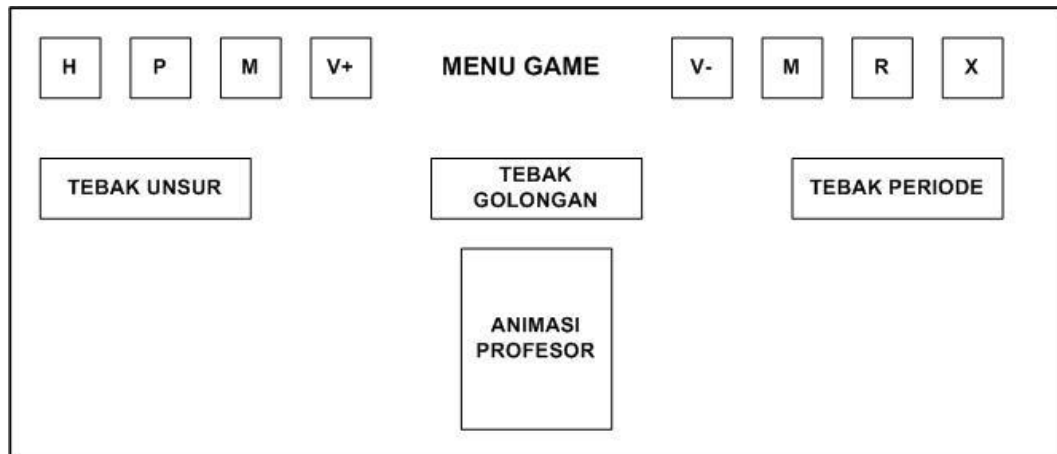 H P M V+ MENU GAME V- M R X
TEBAK UNSUR
TEBAK
GOLONGAN
TEBAK PERIODE
ANIMASI
PROFESOR